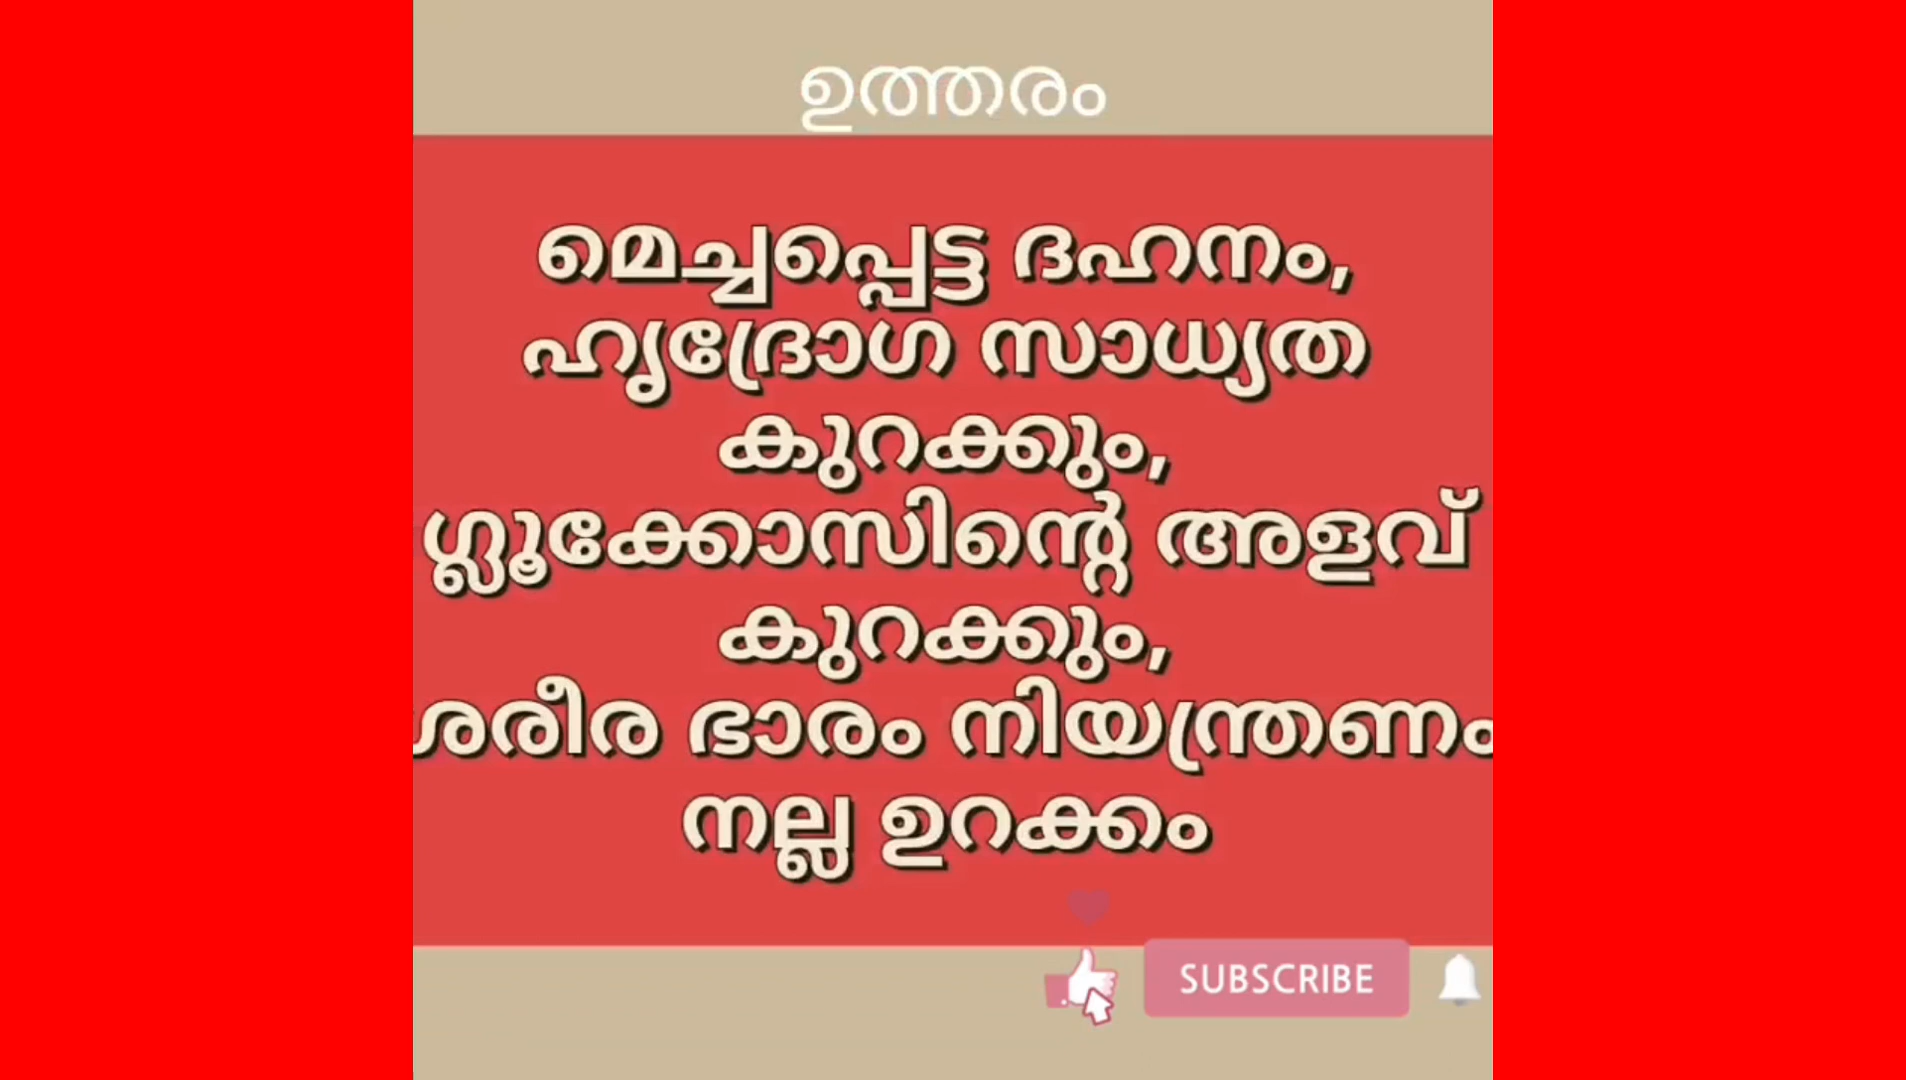 ഉത്തരം
മെച്ചപ്പെട്ട ദഹനം,
ഹൃദ്രോഗ സാധ്യത
കുറക്കും,
ഗ്ലൂക്കോസിന്റെ അളവ്
കുറക്കും,
ശരീര ഭാരം നിയന്ത്രണം
നല്ല ഉറക്കം
SUBSCRIBE